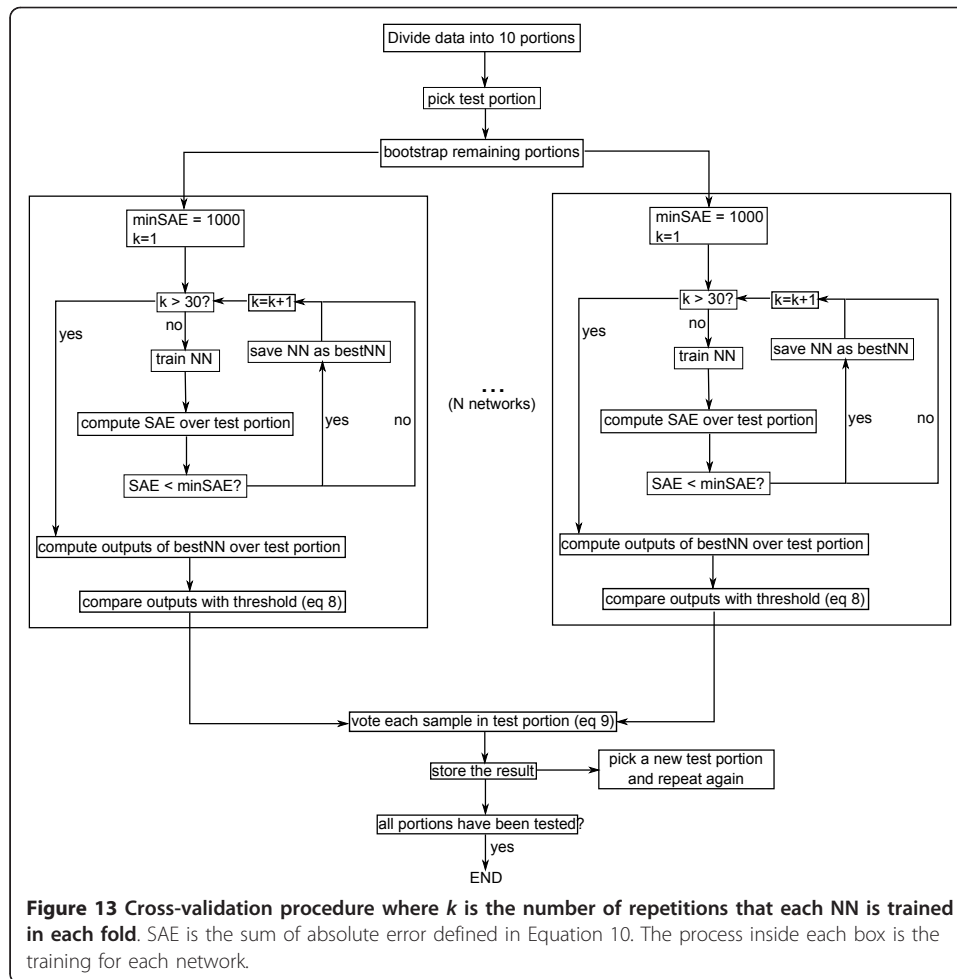 Divide data into 10 portions
pick test portion
bootstrap remaining portions
minSAE = 1000
k=1
k > 30?
k=k+1
yes
no
train NN
save NN as bestNN
compute SAE over test portion
yes
no
SAE < minSAE?
compute outputs of bestNN over test portion
compare outputs with threshold (eq 8)
...
(N networks)
minSAE = 1000
k=1
k > 30?
k=k+1
yes
no
train NN
save NN as bestNN
compute SAE over test portion
yes
no
SAE < minSAE?
compute outputs of bestNN over test portion
compare outputs with threshold (eq 8)
vote each sample in test portion (eq 9)
store the result
pick a new test portion
and repeat again
all portions have been tested?
yes
END
Figure 13 Cross-validation procedure where k is the number of repetitions that each NN is trained
in each fold. SAE is the sum of absolute error defined in Equation 10. The process inside each box is the
training for each network.